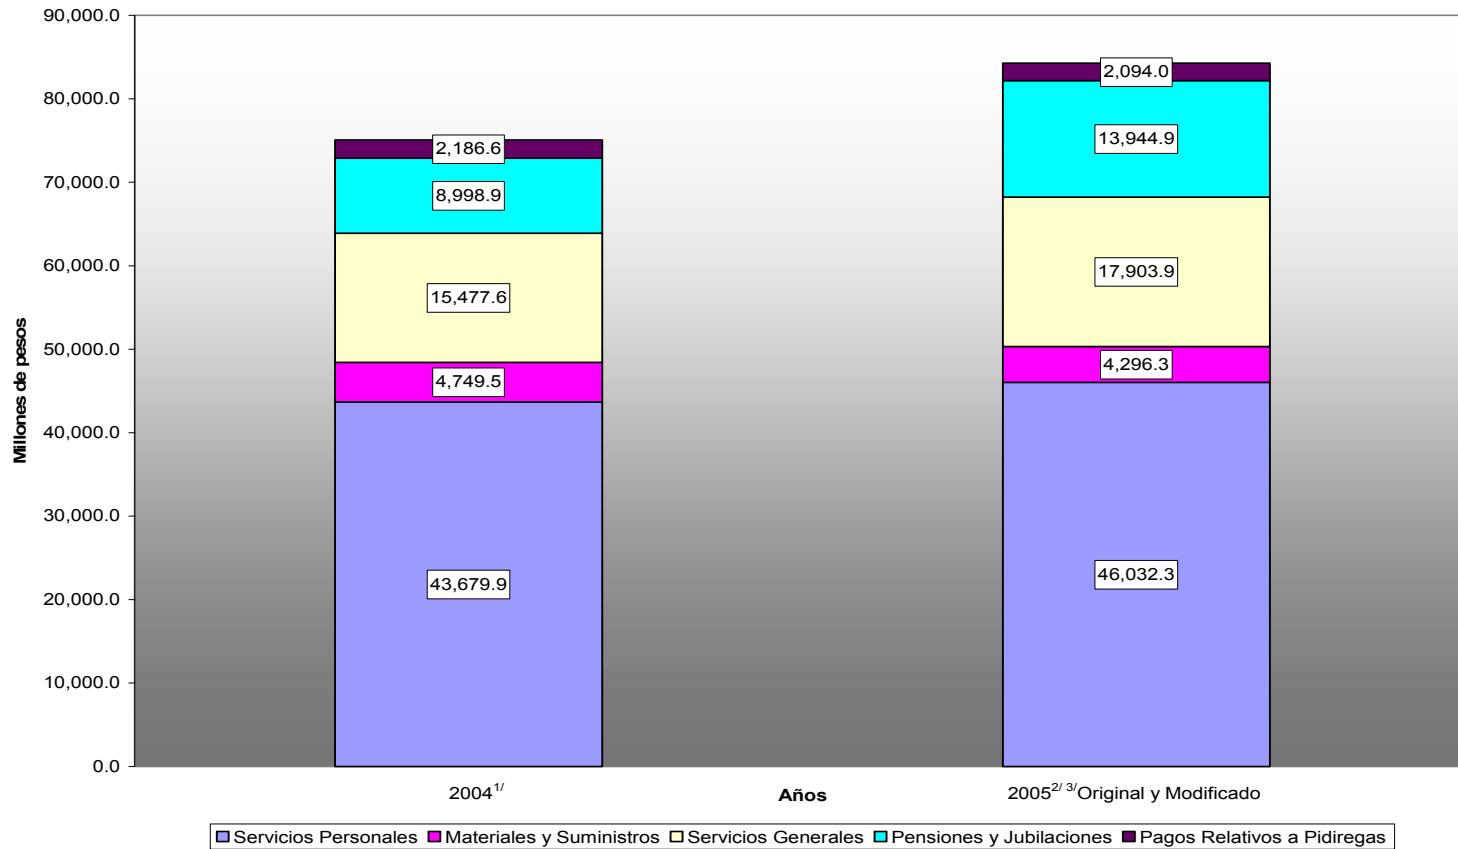 90,000.0
80,000.0
70,000.0
60,000.0
50,000.0
40,000.0
30,000.0
20,000.0
10,000.0
0.0
Millones de pesos
2,186.6
8,998.9
15,477.6
4,749.5
43,679.9
2,094.0
13,944.9
17,903.9
4,296.3
46,032.3
2004¹/
Años
2005²/ ³/Original y Modificado
Servicios Personales
Materiales y Suministros
Servicios Generales
Pensiones y Jubilaciones
Pagos Relativos a Pidiregas